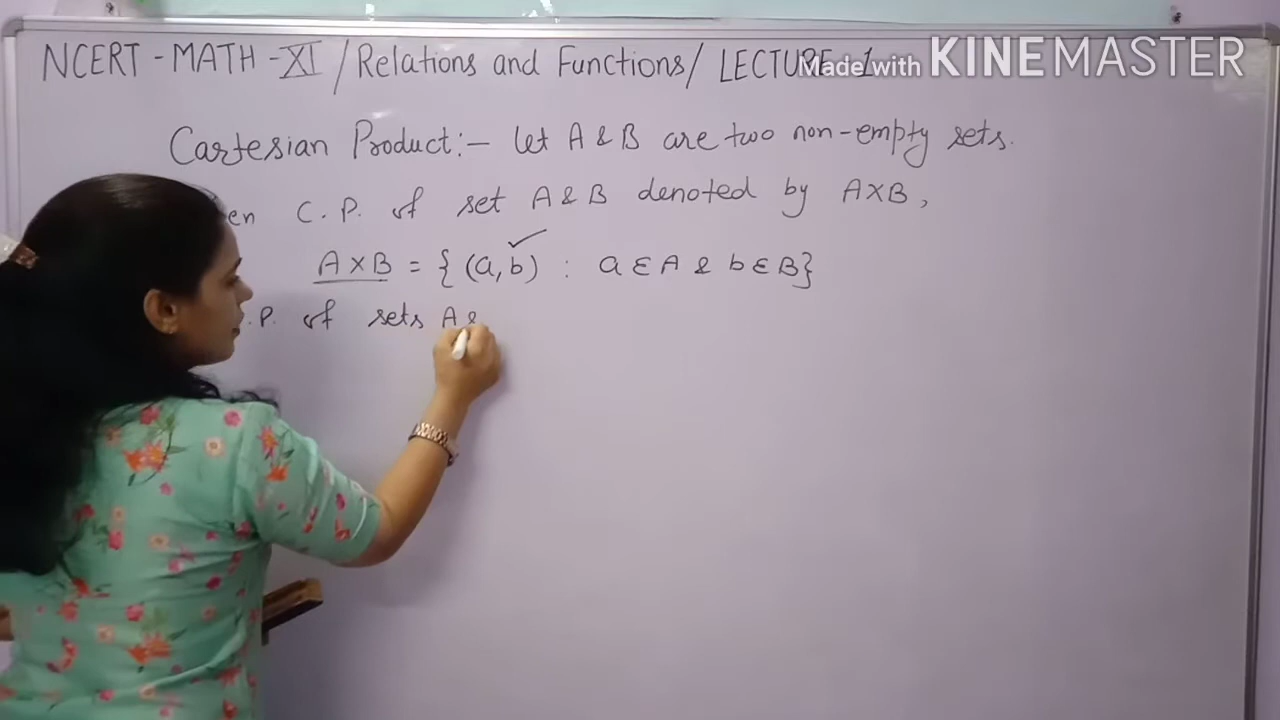 NCERT - MATH - XI / Relations and Functions / LECTURE - 1
Made with KINEMASTER
Cartesian Product :- let A & B are two non-empty sets.
C.P. of set A & B denoted by A×B,
A×B = { (a, b) : a ∈ A & b ∈ B}
P. of sets A &